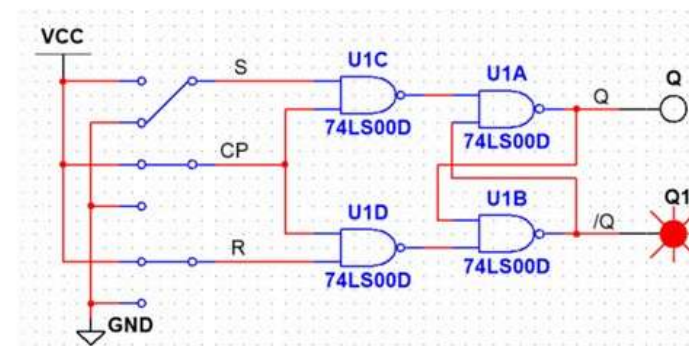 VCC
S
U1C
74LS00D
U1A
74LS00D
Q
Q
CP
U1D
74LS00D
U1B
74LS00D
/Q
Q1
R
GND